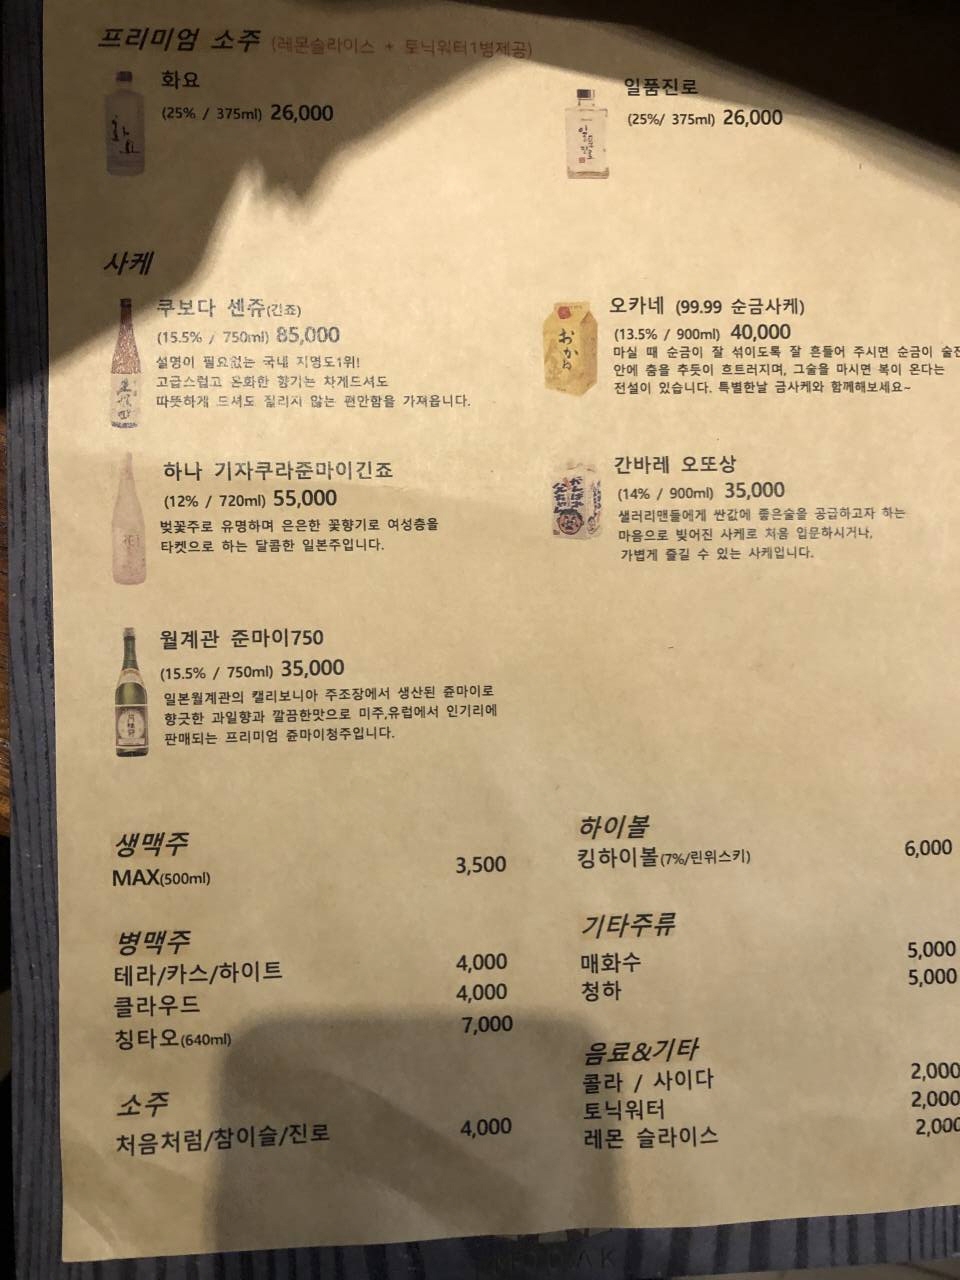 프리미엄 소주 (레몬슬라이스 + 토닉워터1병제공)
화요
(25% / 375ml) 26,000
일품진로
(25%/ 375ml) 26,000
사케
쿠보다 센쥬(긴죠)
(15.5% / 750ml) 85,000
설명이 필요없는 국내 지명도1위!
고급스럽고 온화한 향기는 차게드셔도
따뜻하게 드셔도 질리지 않는 편안함을 가져옵니다.
오카네 (99.99 순금사케)
(13.5% / 900ml) 40,000
마실 때 순금이 잘 섞이도록 잘 흔들어 주시면 순금이 술잔
안에 춤을 추듯이 흐트러지며, 그술을 마시면 복이 온다는
전설이 있습니다. 특별한날 금사케와 함께해보세요~
하나 기자쿠라준마이긴죠
(12% / 720ml) 55,000
벚꽃주로 유명하며 은은한 꽃향기로 여성층을
타켓으로 하는 달콤한 일본주입니다.
간바레 오또상
(14% / 900ml) 35,000
샐러리맨들에게 싼값에 좋은술을 공급하고자 하는
마음으로 빚어진 사케로 처음 입문하시거나,
가볍게 즐길 수 있는 사케입니다.
월계관 준마이750
(15.5% / 750ml) 35,000
일본월계관의 캘리보니아 주조장에서 생산된 쥰마이로
향긋한 과일향과 깔끔한맛으로 미주,유럽에서 인기리에
판매되는 프리미엄 쥰마이청주입니다.
생맥주
MAX(500ml) 3,500
병맥주
테라/카스/하이트 4,000
클라우드 4,000
칭타오(640ml) 7,000
소주
처음처럼/참이슬/진로 4,000
하이볼
킹하이볼(7%/린위스키) 6,000
기타주류
매화수 5,000
청하 5,000
음료&기타
콜라 / 사이다 2,000
토닉워터 2,000
레몬 슬라이스 2,000
화요
일품진로
おかね